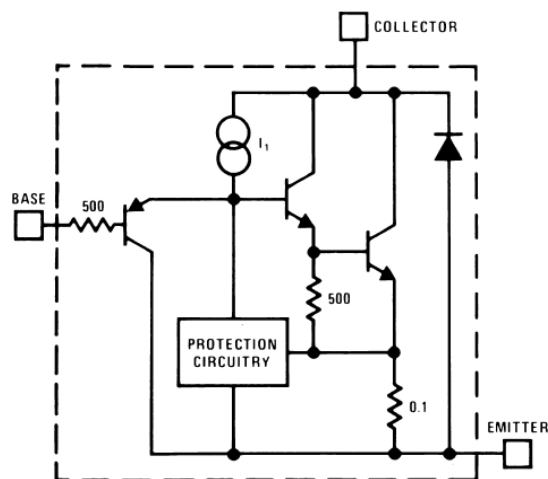 COLLECTOR
I₁
BASE
500
500
PROTECTION
CIRCUITRY
0.1
EMITTER